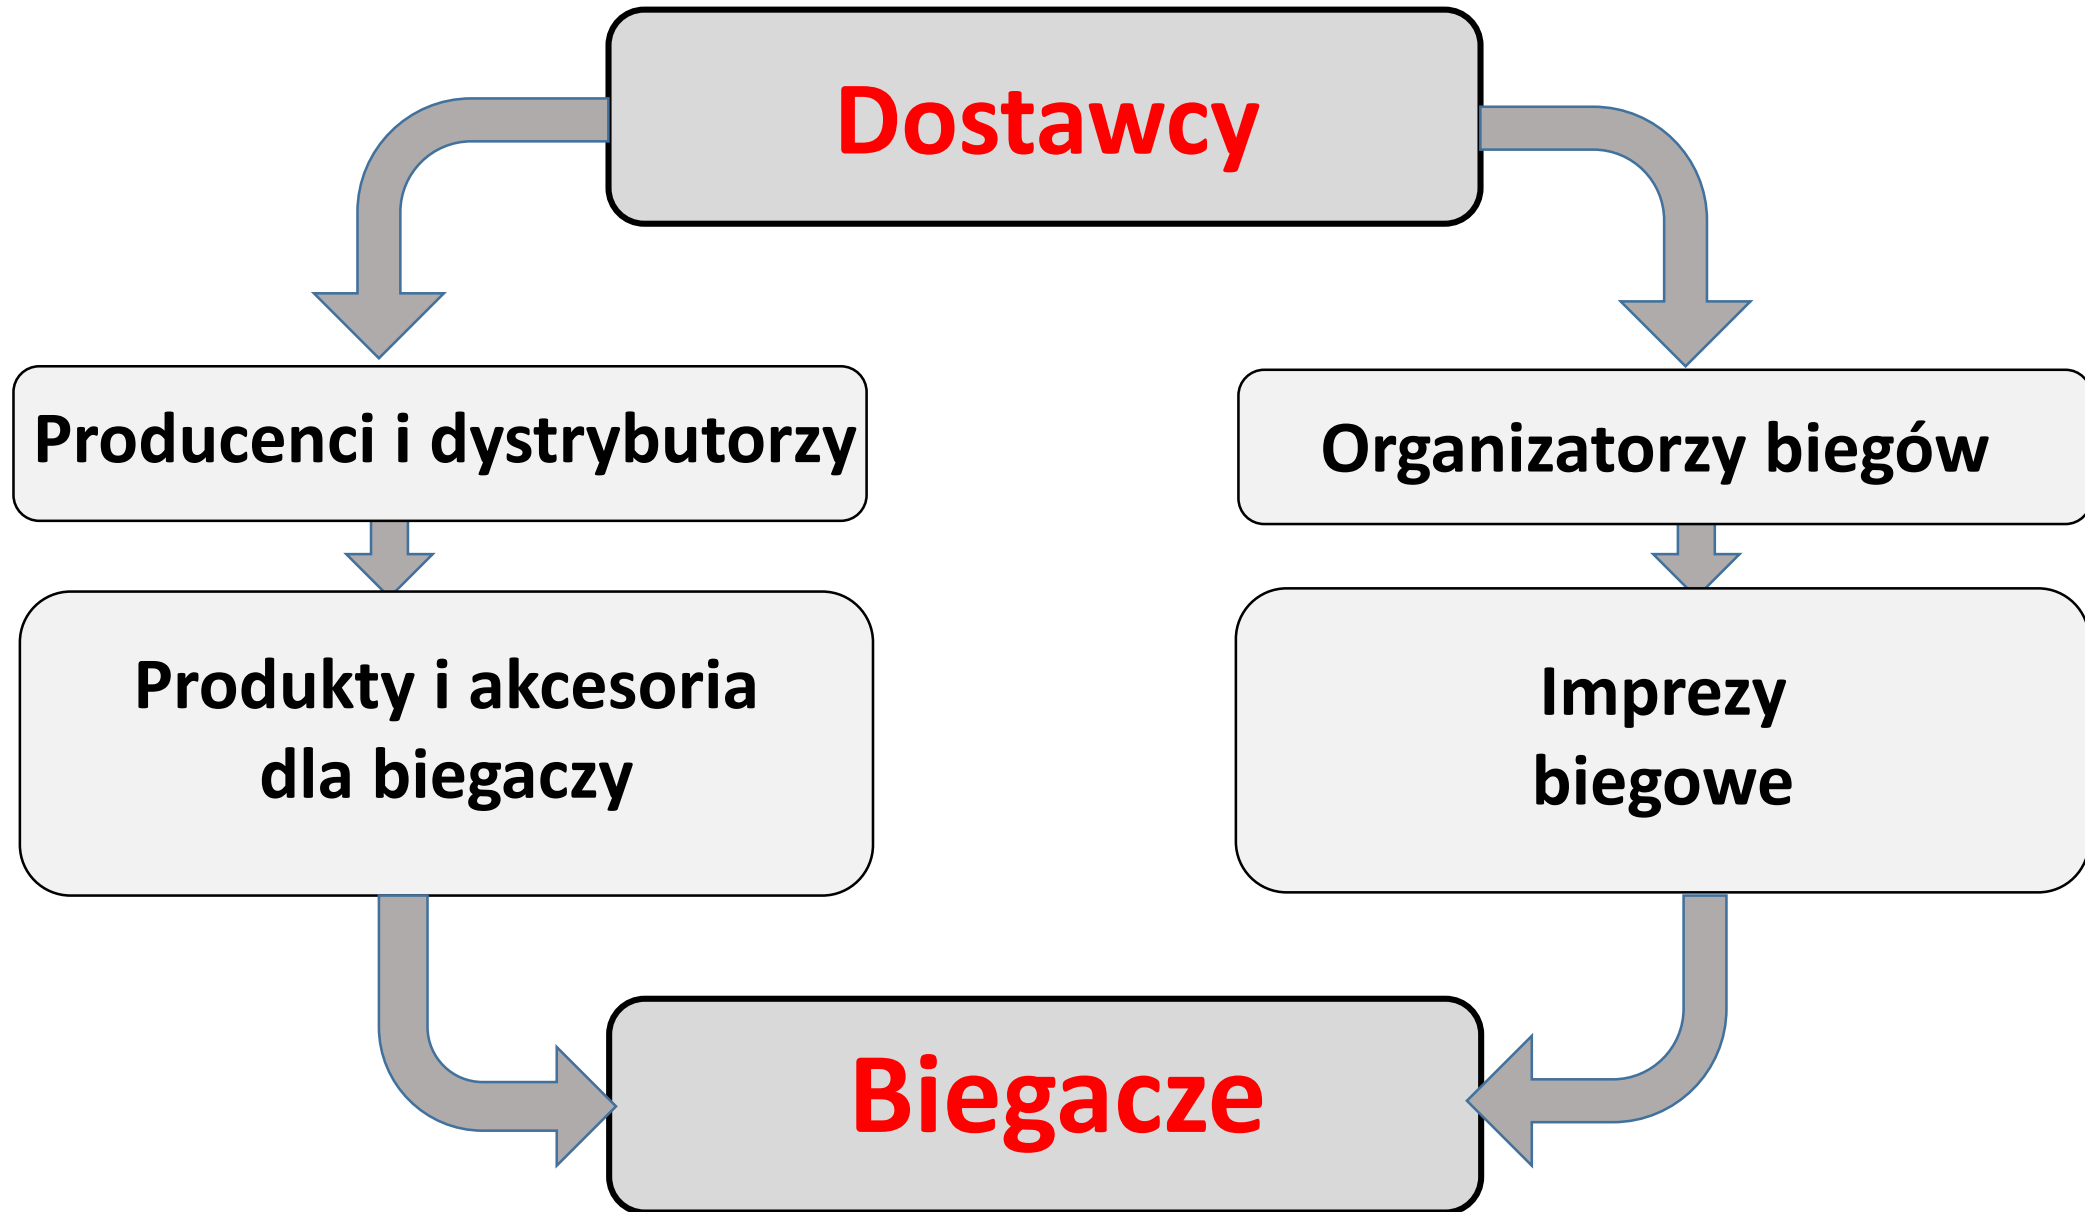 Dostawcy
Producenci i dystrybutorzy
Organizatorzy biegów
Produkty i akcesoria
dla biegaczy
Imprezy
biegowe
Biegacze